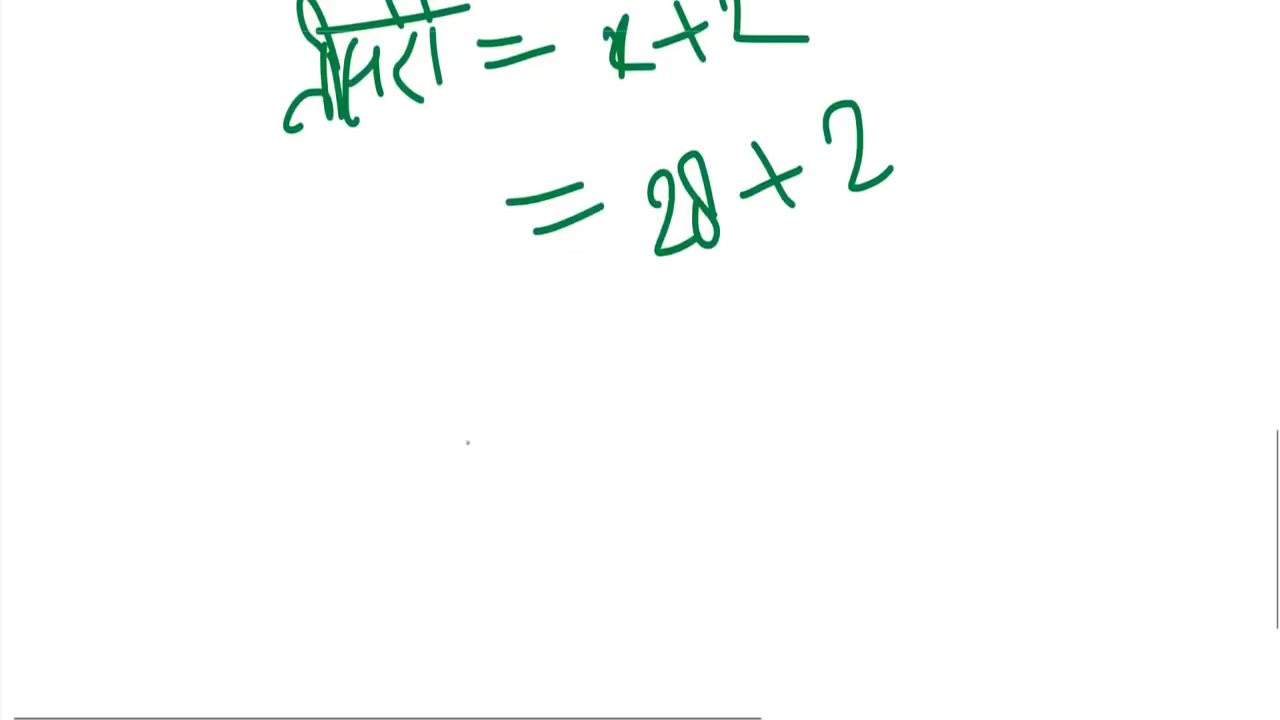 = x + 2
= 28 + 2